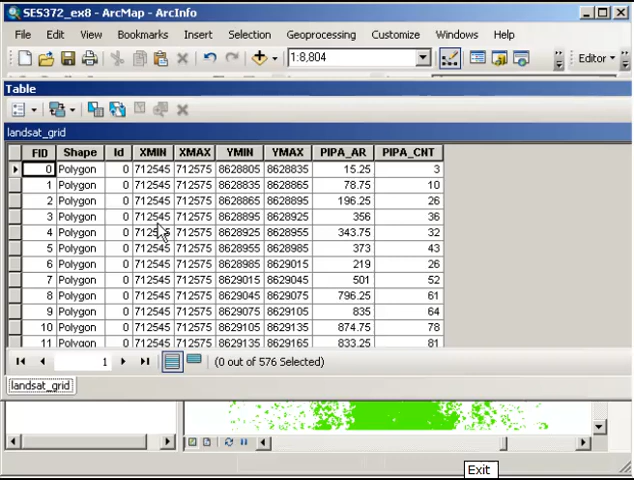 SES372_ex8 - ArcMap - ArcInfo
File Edit View Bookmarks Insert Selection Geoprocessing Customize Windows Help
1:8,804 Editor
Table
landsat_grid
FID Shape Id XMIN XMAX YMIN YMAX PIPA_AR PIPA_CNT
0 Polygon 0 712545 712575 8628805 8628835 15.25 3
1 Polygon 0 712545 712575 8628835 8628865 78.75 10
2 Polygon 0 712545 712575 8628865 8628895 196.25 26
3 Polygon 0 712545 712575 8628895 8628925 356 36
4 Polygon 0 712575 8628925 8628955 343.75 32
5 Polygon 0 712545 712575 8628955 8628985 373 43
6 Polygon 0 712545 712575 8628985 8629015 219 26
7 Polygon 0 712545 712575 8629015 8629045 501 52
8 Polygon 0 712545 712575 8629045 8629075 796.25 61
9 Polygon 0 712545 712575 8629075 8629105 835 64
10 Polygon 0 712545 712575 8629105 8629135 874.75 78
11 Polygon 0 712545 712575 8629135 8629165 833.25 81
1 (0 out of 576 Selected)
landsat_grid
Exit